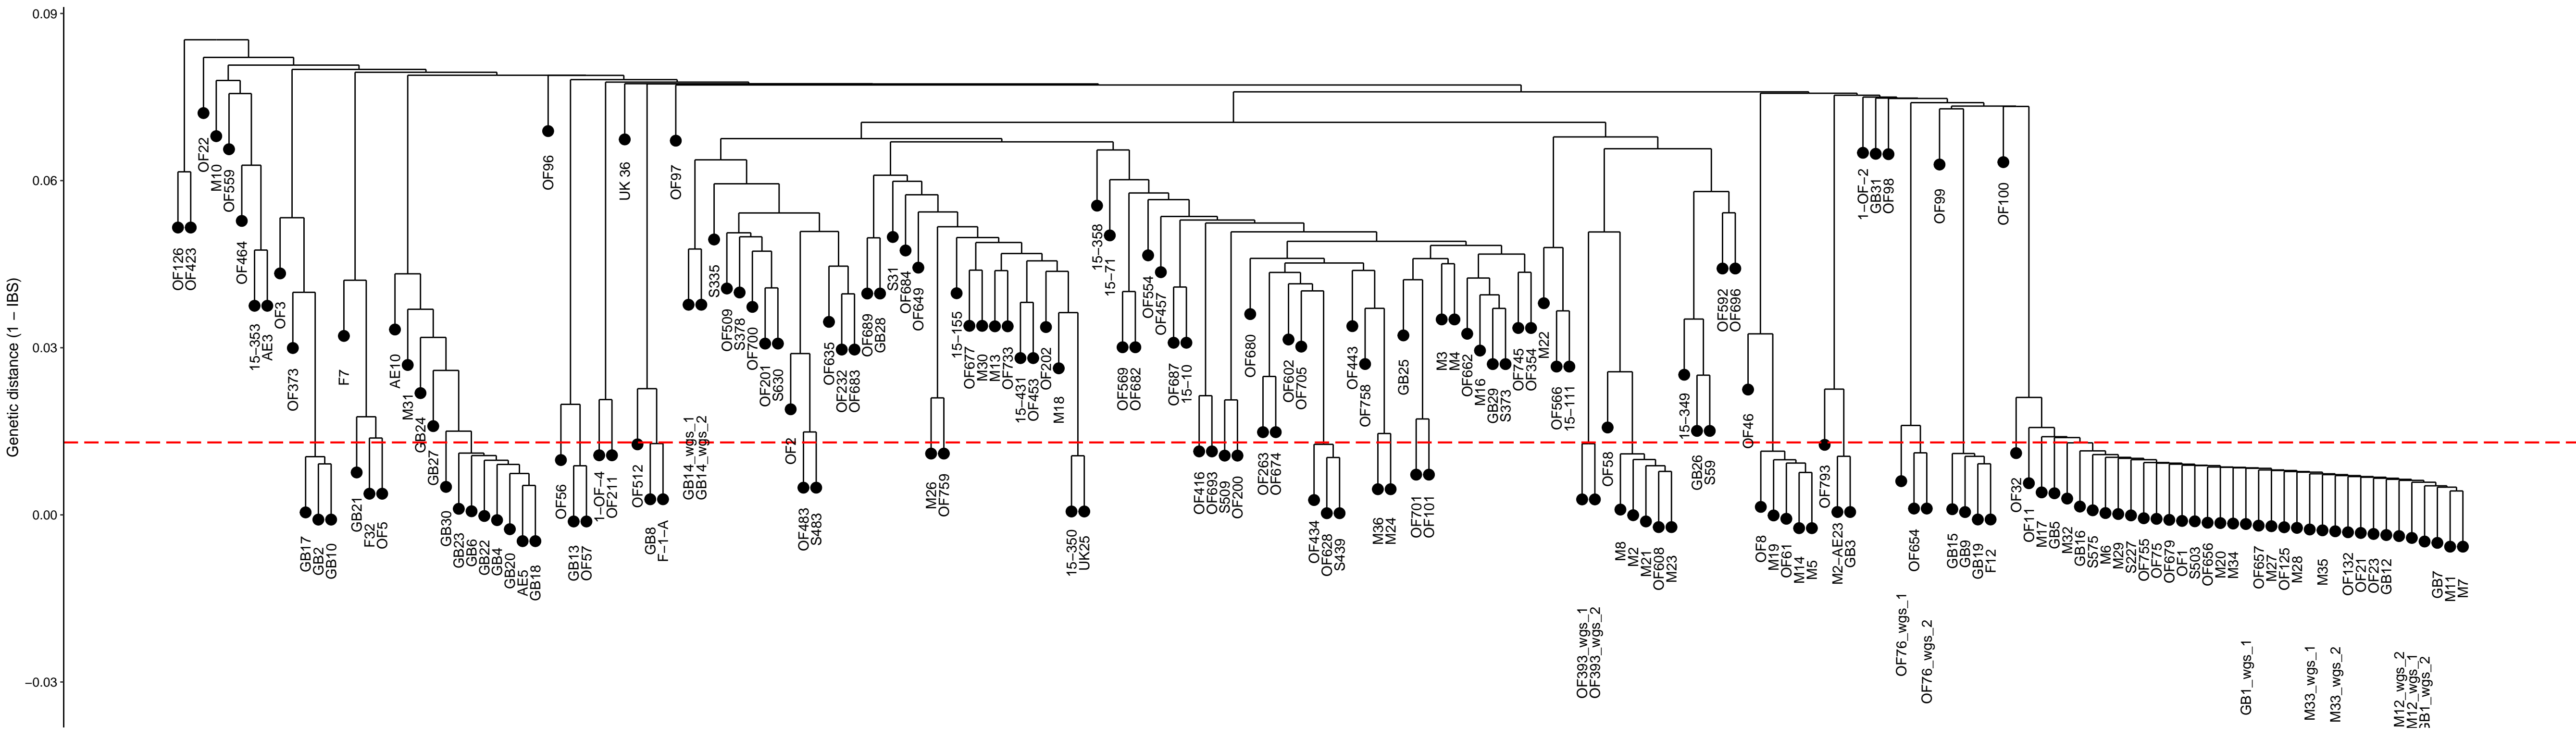 Genetic distance (1 − IBS)
0.09
0.06
0.03
0.00
−0.03
OF126
OF423
OF22
M10
OF559
OF464
15−353
AE3
OF3
OF373
GB17
GB2
GB10
F7
GB21
F32
OF5
AE10
M31
GB24
GB27
GB30
GB23
GB6
GB22
GB4
GB20
AE5
GB18
OF96
OF56
GB13
OF57
1−OF−4
OF211
UK 36
OF512
GB8
F−1−A
OF97
GB14_wgs_1
GB14_wgs_2
S335
OF509
S378
OF700
OF201
S630
OF2
OF483
S483
OF635
OF232
OF683
OF689
GB28
S31
OF684
OF649
M26
OF759
15−155
OF677
M30
M13
OF733
15−431
OF453
OF202
M18
15−350
UK25
15−358
15−71
OF569
OF682
OF554
OF457
OF687
15−10
OF416
OF693
S509
OF200
OF680
OF263
OF674
OF602
OF705
OF434
OF628
S439
OF443
OF758
M36
M24
GB25
OF701
OF101
M3
M4
OF662
M16
GB29
S373
OF745
OF354
M22
OF566
15−111
OF393_wgs_1
OF393_wgs_2
OF58
M8
M2
M21
OF608
M23
15−349
GB26
S59
OF592
OF696
OF46
OF8
M19
OF61
M14
M5
OF793
M2−AE23
GB3
1−OF−2
GB31
OF98
OF76_wgs_1
OF654
OF76_wgs_2
OF99
GB15
GB9
GB19
F12
OF100
OF32
OF11
M17
GB5
M32
GB16
S575
M6
M29
S227
OF755
OF75
OF679
OF1
S503
OF656
M20
M34
GB1_wgs_1
OF657
M27
OF125
M28
M33_wgs_1
M35
M33_wgs_2
OF132
OF21
OF23
GB12
M12_wgs_2
M12_wgs_1
GB1_wgs_2
GB7
M11
M7